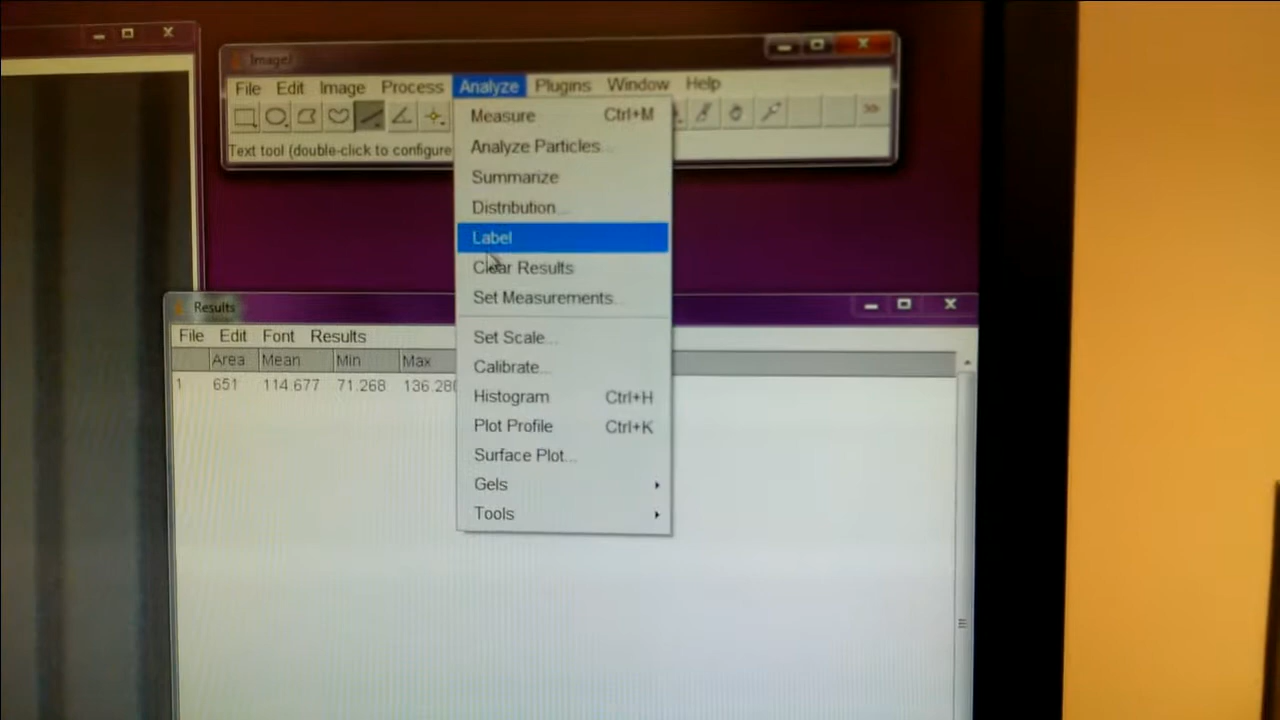 ImageJ
File Edit Image Process Analyze Plugins Window Help
Text tool (double-click to configure
Measure Ctrl+M
Analyze Particles...
Summarize
Distribution...
Label
Clear Results
Set Measurements...
Set Scale...
Calibrate...
Histogram Ctrl+H
Plot Profile Ctrl+K
Surface Plot...
Gels
Tools
Results
File Edit Font Results
Area Mean Min Max
1 651 114.677 71.268 136.286